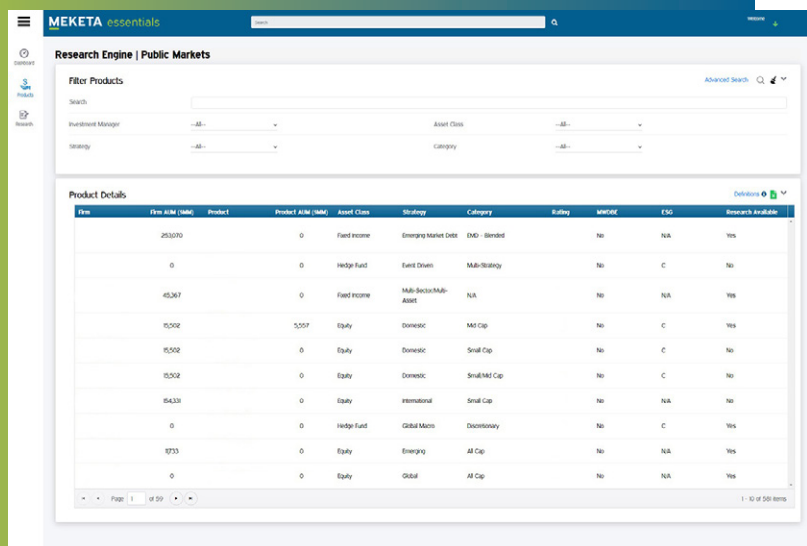 MEKETA essentials
Search
Welcome
Dashboard
Products
Research
Research Engine | Public Markets
Filter Products
Advanced Search
Search
Investment Manager --All-- Asset Class --All--
Strategy --All-- Category --All--
Product Details
Definitions
Firm Firm AUM ($MM) Product Product AUM ($MM) Asset Class Strategy Category Rating MWDBE ESG Research Available
253,070 0 Fixed Income Emerging Market Debt EMD - Blended No N/A Yes
0 0 Hedge Fund Event Driven Multi-Strategy No C No
45,367 0 Fixed Income Multi-Sector/Multi-Asset N/A No N/A Yes
15,502 5,557 Equity Domestic Mid Cap No C Yes
15,502 0 Equity Domestic Small Cap No C No
15,502 0 Equity Domestic Small/Mid Cap No C No
154,331 0 Equity International Small Cap No N/A No
0 0 Hedge Fund Global Macro Discretionary No C Yes
0 Equity Emerging All Cap No N/A Yes
0 0 Equity Global All Cap No N/A Yes
Page 1 of 59
1 - 10 of items